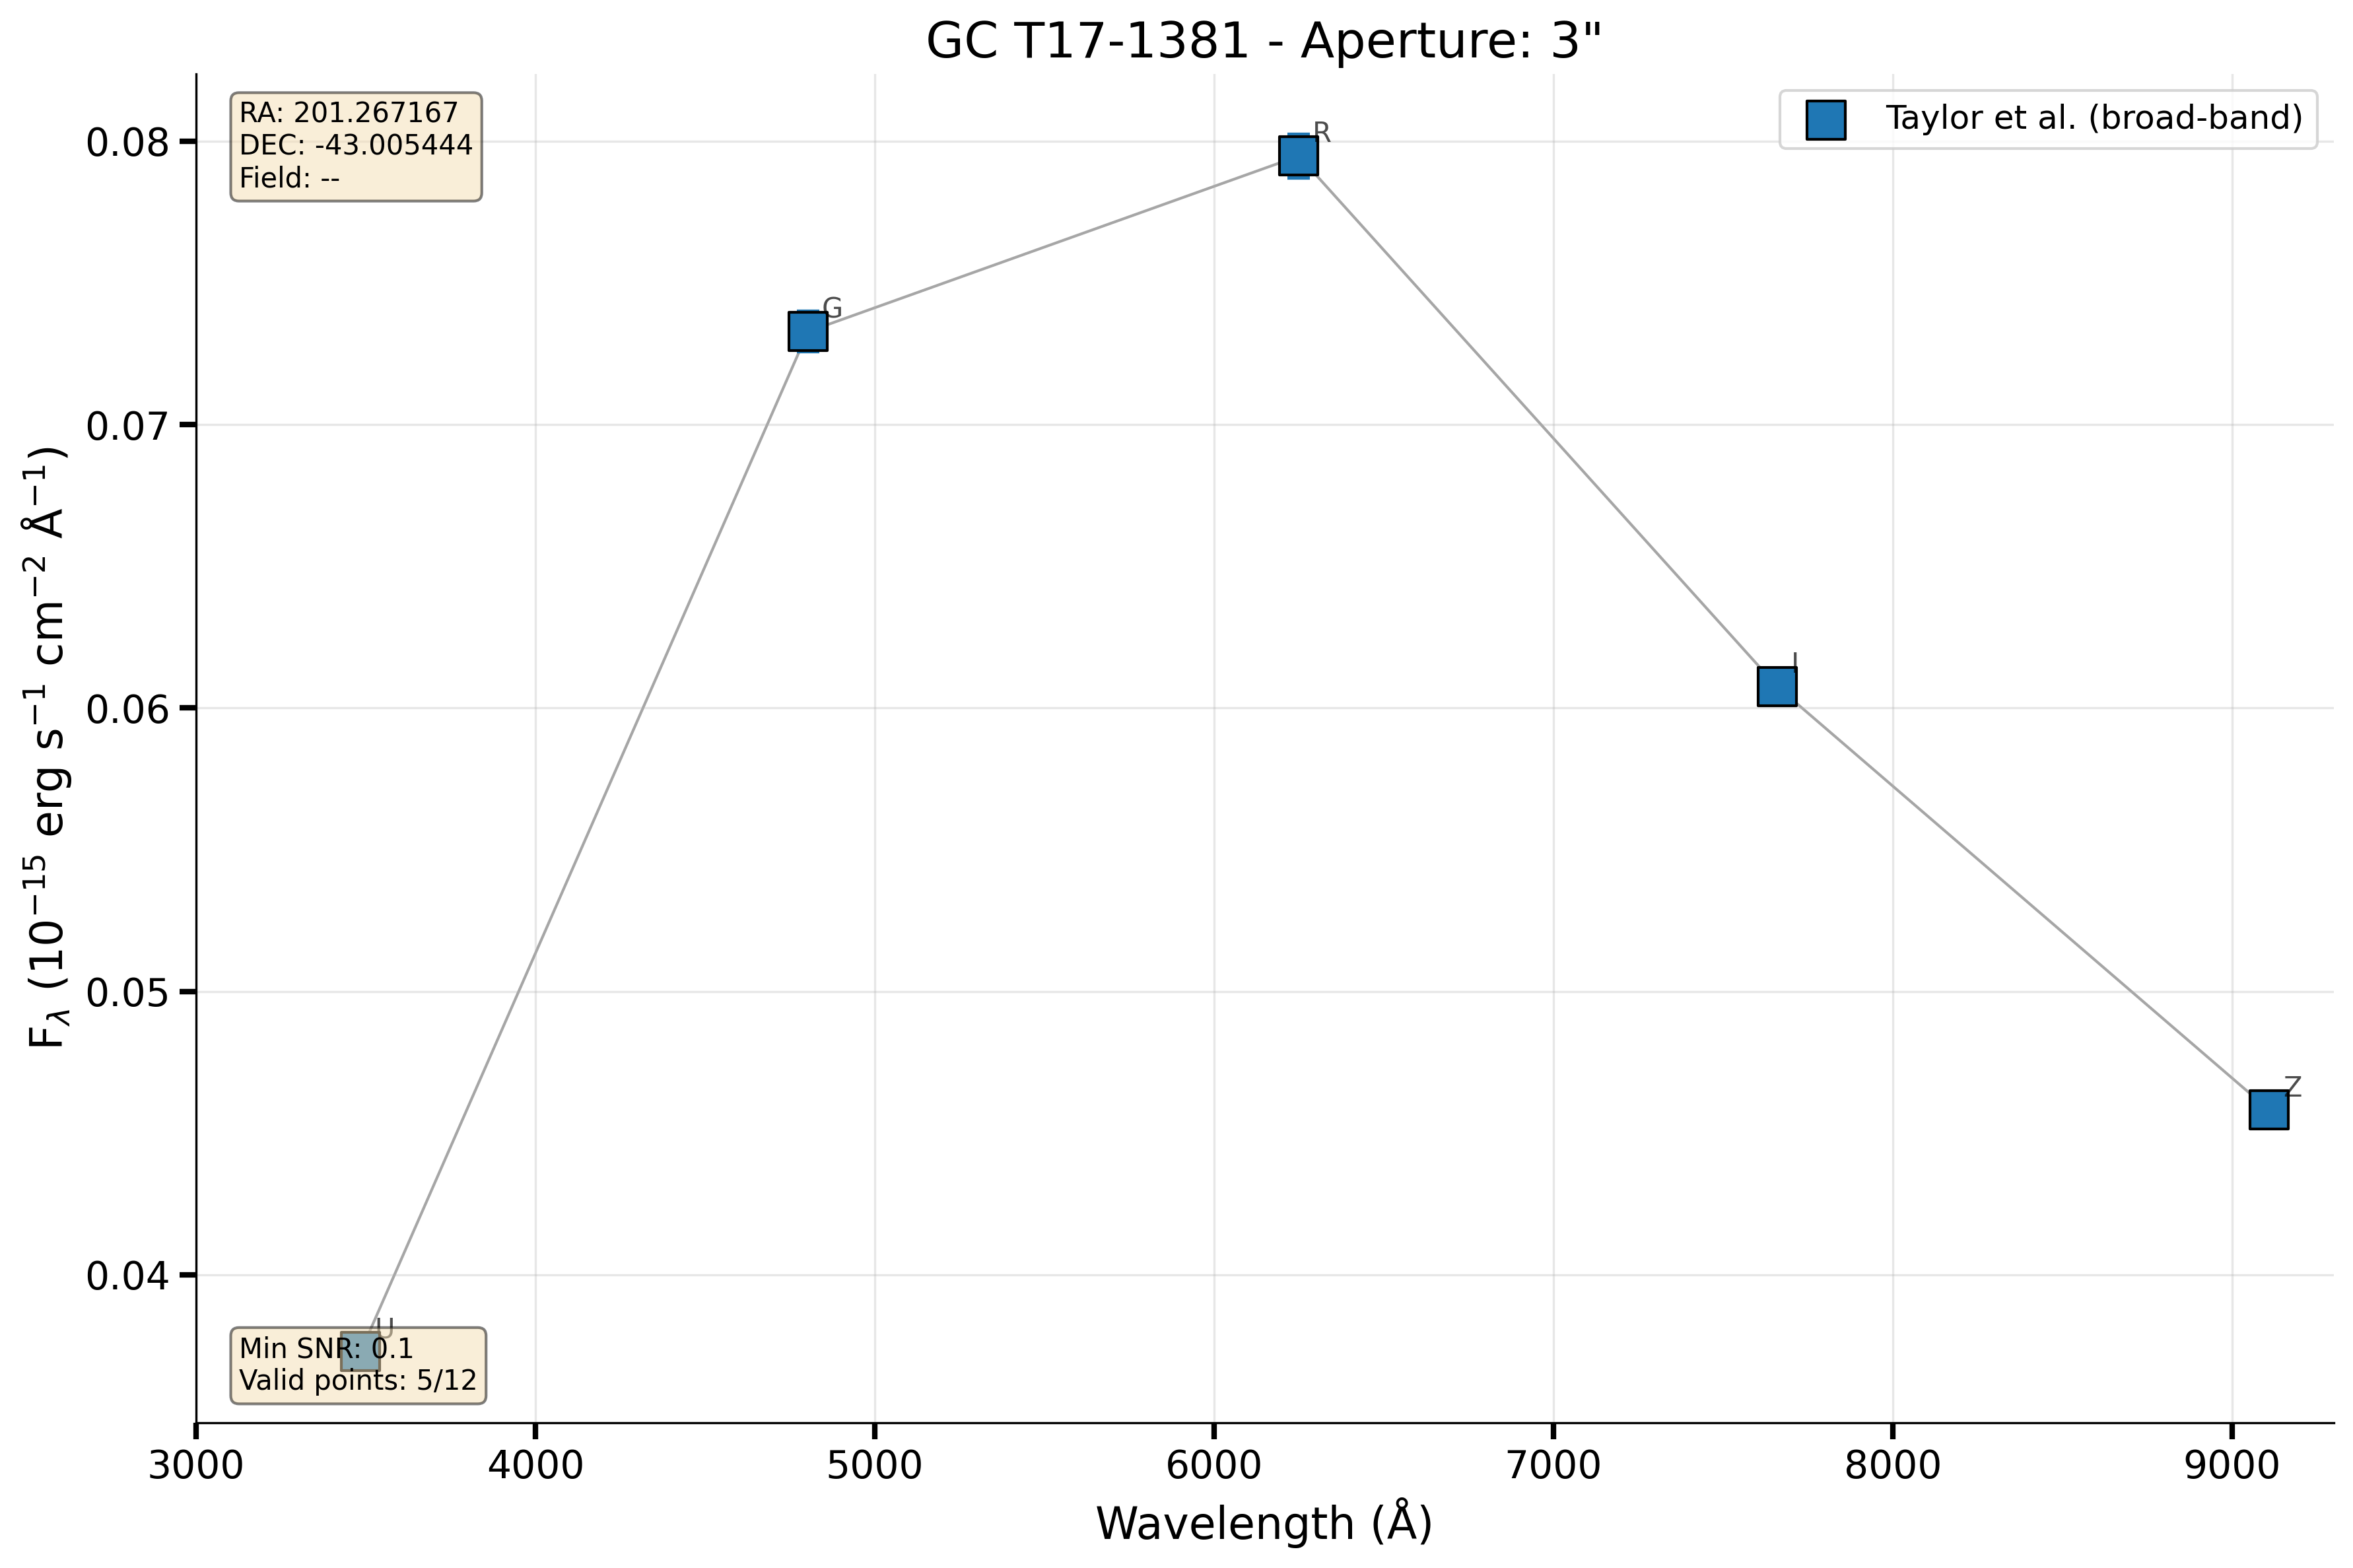 GC T17-1381 - Aperture: 3"
RA: 201.267167
DEC: -43.005444
Field: --
Taylor et al. (broad-band)
R
G
I
Z
U
Min SNR: 0.1
Valid points: 5/12
0.08
0.07
0.06
0.05
0.04
Fλ (10⁻¹⁵ erg s⁻¹ cm⁻² Å⁻¹)
3000 4000 5000 6000 7000 8000 9000
Wavelength (Å)